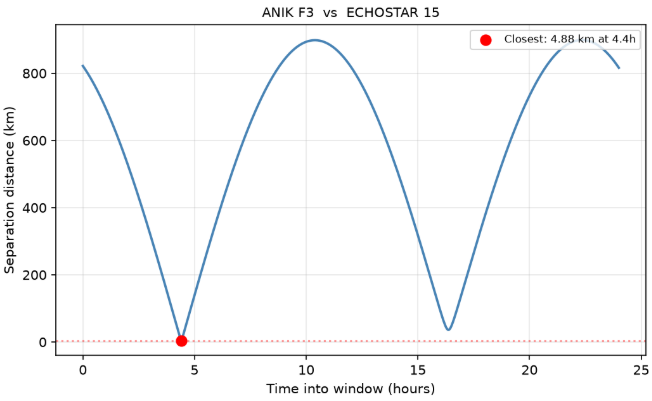 ANIK F3 vs ECHOSTAR 15
Closest: 4.88 km at 4.4h
Separation distance (km)
800
600
400
200
0
0 5 10 15 20 25
Time into window (hours)